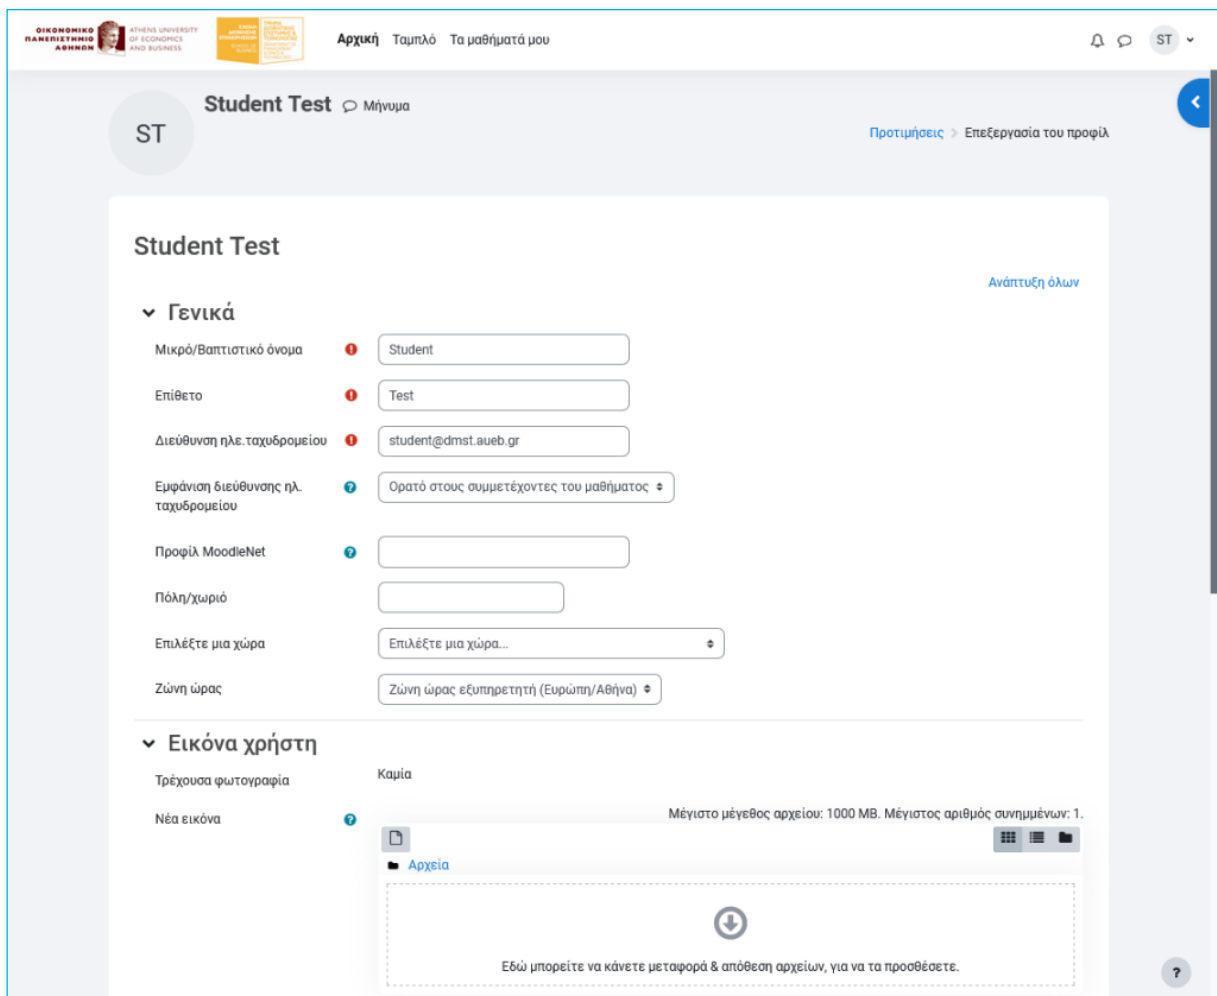 ΟΙΚΟΝΟΜΙΚΟ
ΠΑΝΕΠΙΣΤΗΜΙΟ
ΑΘΗΝΩΝ
ATHENS UNIVERSITY
OF ECONOMICS
AND BUSINESS
SCHOOL OF
BUSINESS
Αρχική Ταμπλό Τα μαθήματά μου
ST
ST
Student Test Μήνυμα
Προτιμήσεις > Επεξεργασία του προφίλ
Student Test
Ανάπτυξη όλων
Γενικά
Μικρό/Βαπτιστικό όνομα Student
Επίθετο Test
Διεύθυνση ηλε.ταχυδρομείου student@dmst.aueb.gr
Εμφάνιση διεύθυνσης ηλ. Ορατό στους συμμετέχοντες του μαθήματος
ταχυδρομείου
Προφίλ MoodleNet
Πόλη/χωριό
Επιλέξτε μια χώρα Επιλέξτε μια χώρα...
Ζώνη ώρας Ζώνη ώρας εξυπηρετητή (Ευρώπη/Αθήνα)
Εικόνα χρήστη
Τρέχουσα φωτογραφία Καμία
Νέα εικόνα Μέγιστο μέγεθος αρχείου: 1000 MB. Μέγιστος αριθμός συνημμένων: 1.
Αρχεία
Εδώ μπορείτε να κάνετε μεταφορά & απόθεση αρχείων, για να τα προσθέσετε.
?